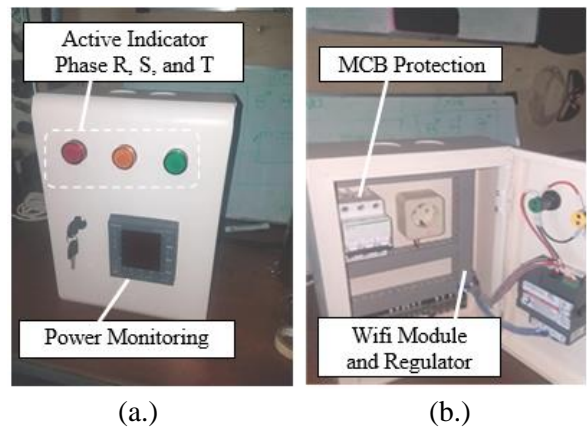 Active Indicator
Phase R, S, and T
Power Monitoring
MCB Protection
Wifi Module
and Regulator
(a.)
(b.)